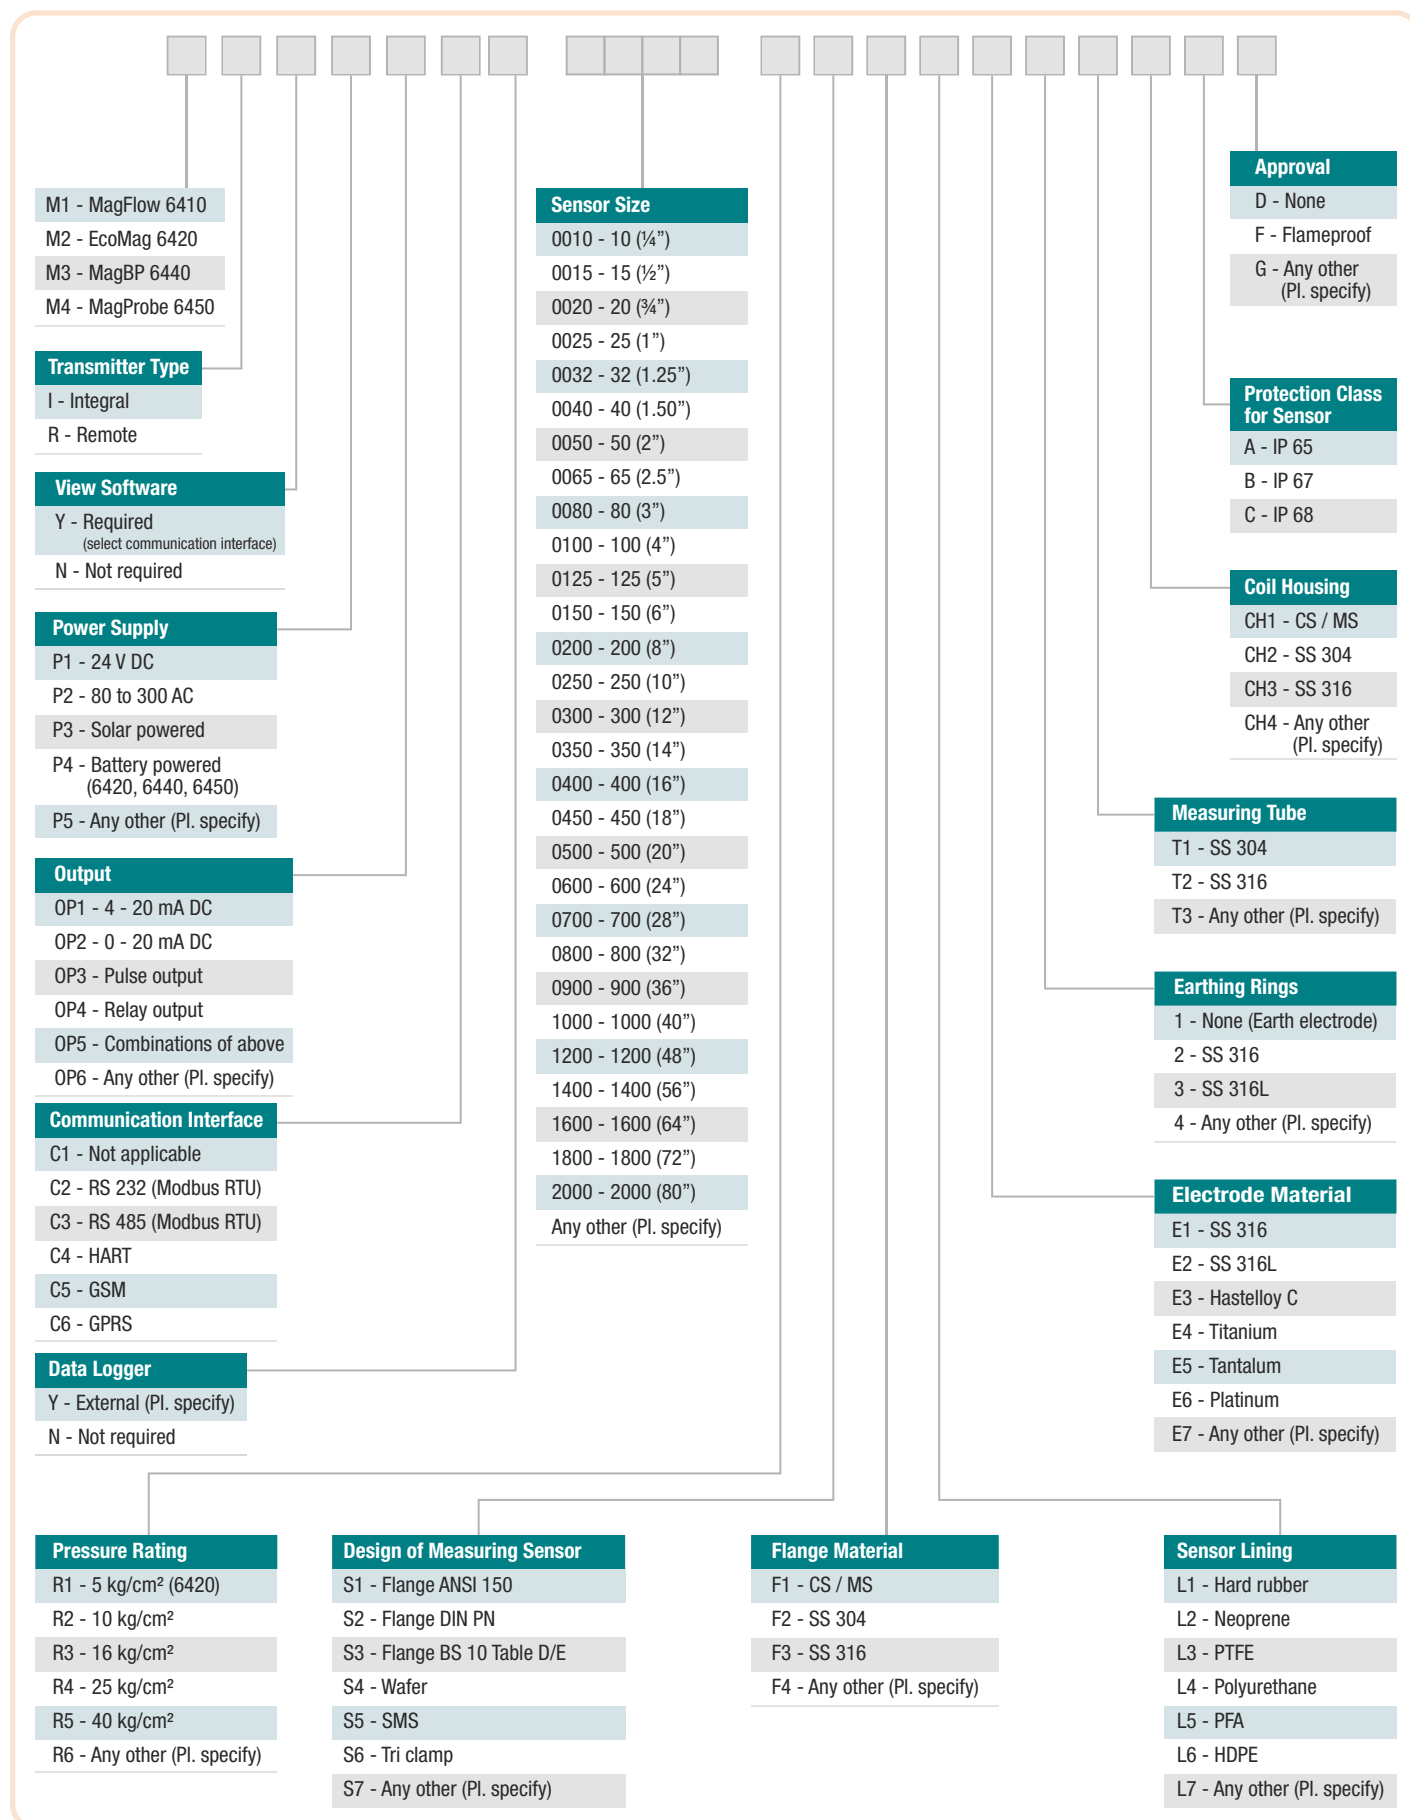 M1 - MagFlow 6410
M2 - EcoMag 6420
M3 - MagBP 6440
M4 - MagProbe 6450
Transmitter Type
I - Integral
R - Remote
View Software
Y - Required
(select communication interface)
N - Not required
Power Supply
P1 - 24 V DC
P2 - 80 to 300 AC
P3 - Solar powered
P4 - Battery powered
(6420, 6440, 6450)
P5 - Any other (Pl. specify)
Output
OP1 - 4 - 20 mA DC
OP2 - 0 - 20 mA DC
OP3 - Pulse output
OP4 - Relay output
OP5 - Combinations of above
OP6 - Any other (Pl. specify)
Communication Interface
C1 - Not applicable
C2 - RS 232 (Modbus RTU)
C3 - RS 485 (Modbus RTU)
C4 - HART
C5 - GSM
C6 - GPRS
Data Logger
Y - External (Pl. specify)
N - Not required
Sensor Size
0010 - 10 (¼”)
0015 - 15 (½”)
0020 - 20 (¾”)
0025 - 25 (1”)
0032 - 32 (1.25”)
0040 - 40 (1.50”)
0050 - 50 (2”)
0065 - 65 (2.5”)
0080 - 80 (3”)
0100 - 100 (4”)
0125 - 125 (5”)
0150 - 150 (6”)
0200 - 200 (8”)
0250 - 250 (10”)
0300 - 300 (12”)
0350 - 350 (14”)
0400 - 400 (16”)
0450 - 450 (18”)
0500 - 500 (20”)
0600 - 600 (24”)
0700 - 700 (28”)
0800 - 800 (32”)
0900 - 900 (36”)
1000 - 1000 (40”)
1200 - 1200 (48”)
1400 - 1400 (56”)
1600 - 1600 (64”)
1800 - 1800 (72”)
2000 - 2000 (80”)
Any other (Pl. specify)
Approval
D - None
F - Flameproof
G - Any other
(Pl. specify)
Protection Class
for Sensor
A - IP 65
B - IP 67
C - IP 68
Coil Housing
CH1 - CS / MS
CH2 - SS 304
CH3 - SS 316
CH4 - Any other
(Pl. specify)
Measuring Tube
T1 - SS 304
T2 - SS 316
T3 - Any other (Pl. specify)
Earthing Rings
1 - None (Earth electrode)
2 - SS 316
3 - SS 316L
4 - Any other (Pl. specify)
Electrode Material
E1 - SS 316
E2 - SS 316L
E3 - Hastelloy C
E4 - Titanium
E5 - Tantalum
E6 - Platinum
E7 - Any other (Pl. specify)
Pressure Rating
R1 - 5 kg/cm² (6420)
R2 - 10 kg/cm²
R3 - 16 kg/cm²
R4 - 25 kg/cm²
R5 - 40 kg/cm²
R6 - Any other (Pl. specify)
Design of Measuring Sensor
S1 - Flange ANSI 150
S2 - Flange DIN PN
S3 - Flange BS 10 Table D/E
S4 - Wafer
S5 - SMS
S6 - Tri clamp
S7 - Any other (Pl. specify)
Flange Material
F1 - CS / MS
F2 - SS 304
F3 - SS 316
F4 - Any other (Pl. specify)
Sensor Lining
L1 - Hard rubber
L2 - Neoprene
L3 - PTFE
L4 - Polyurethane
L5 - PFA
L6 - HDPE
L7 - Any other (Pl. specify)